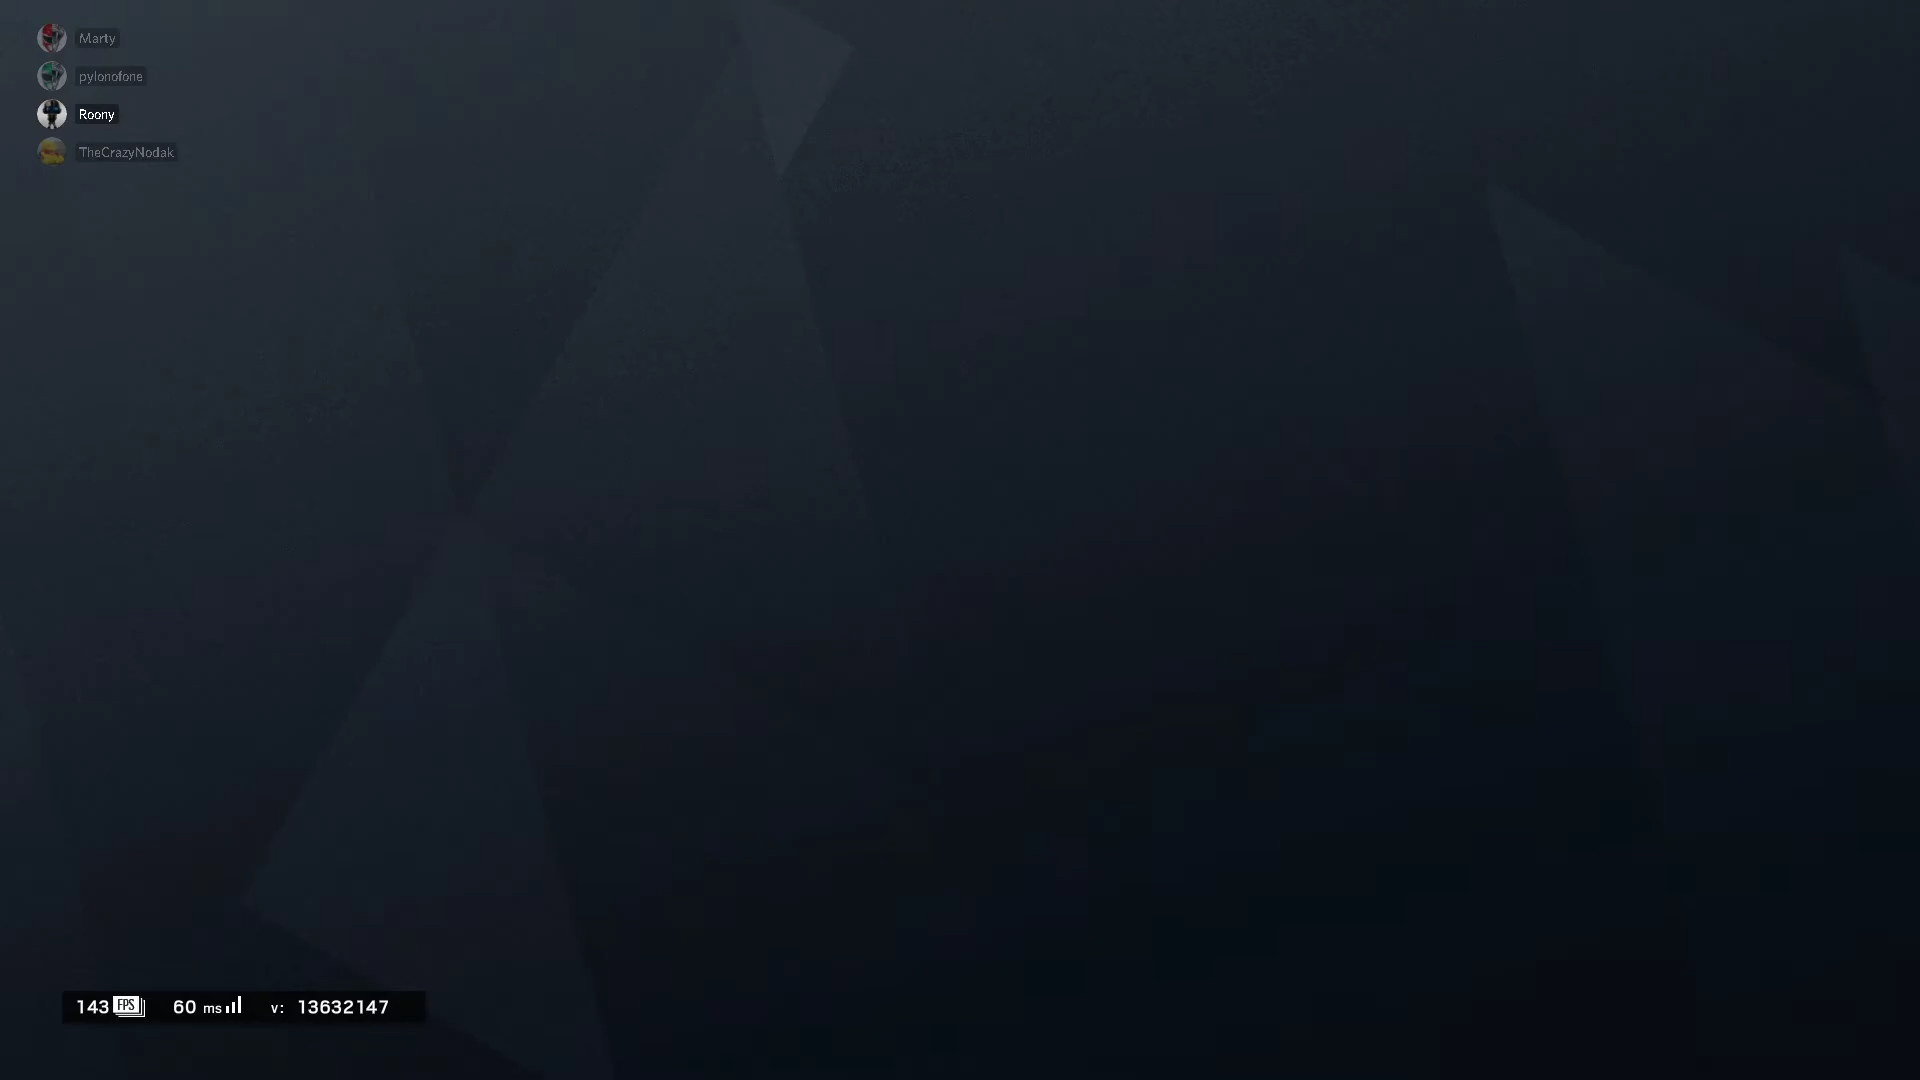 Marty
pylonofone
Roony
TheCrazyNodak
143 FPS 60 ms v: 13632147